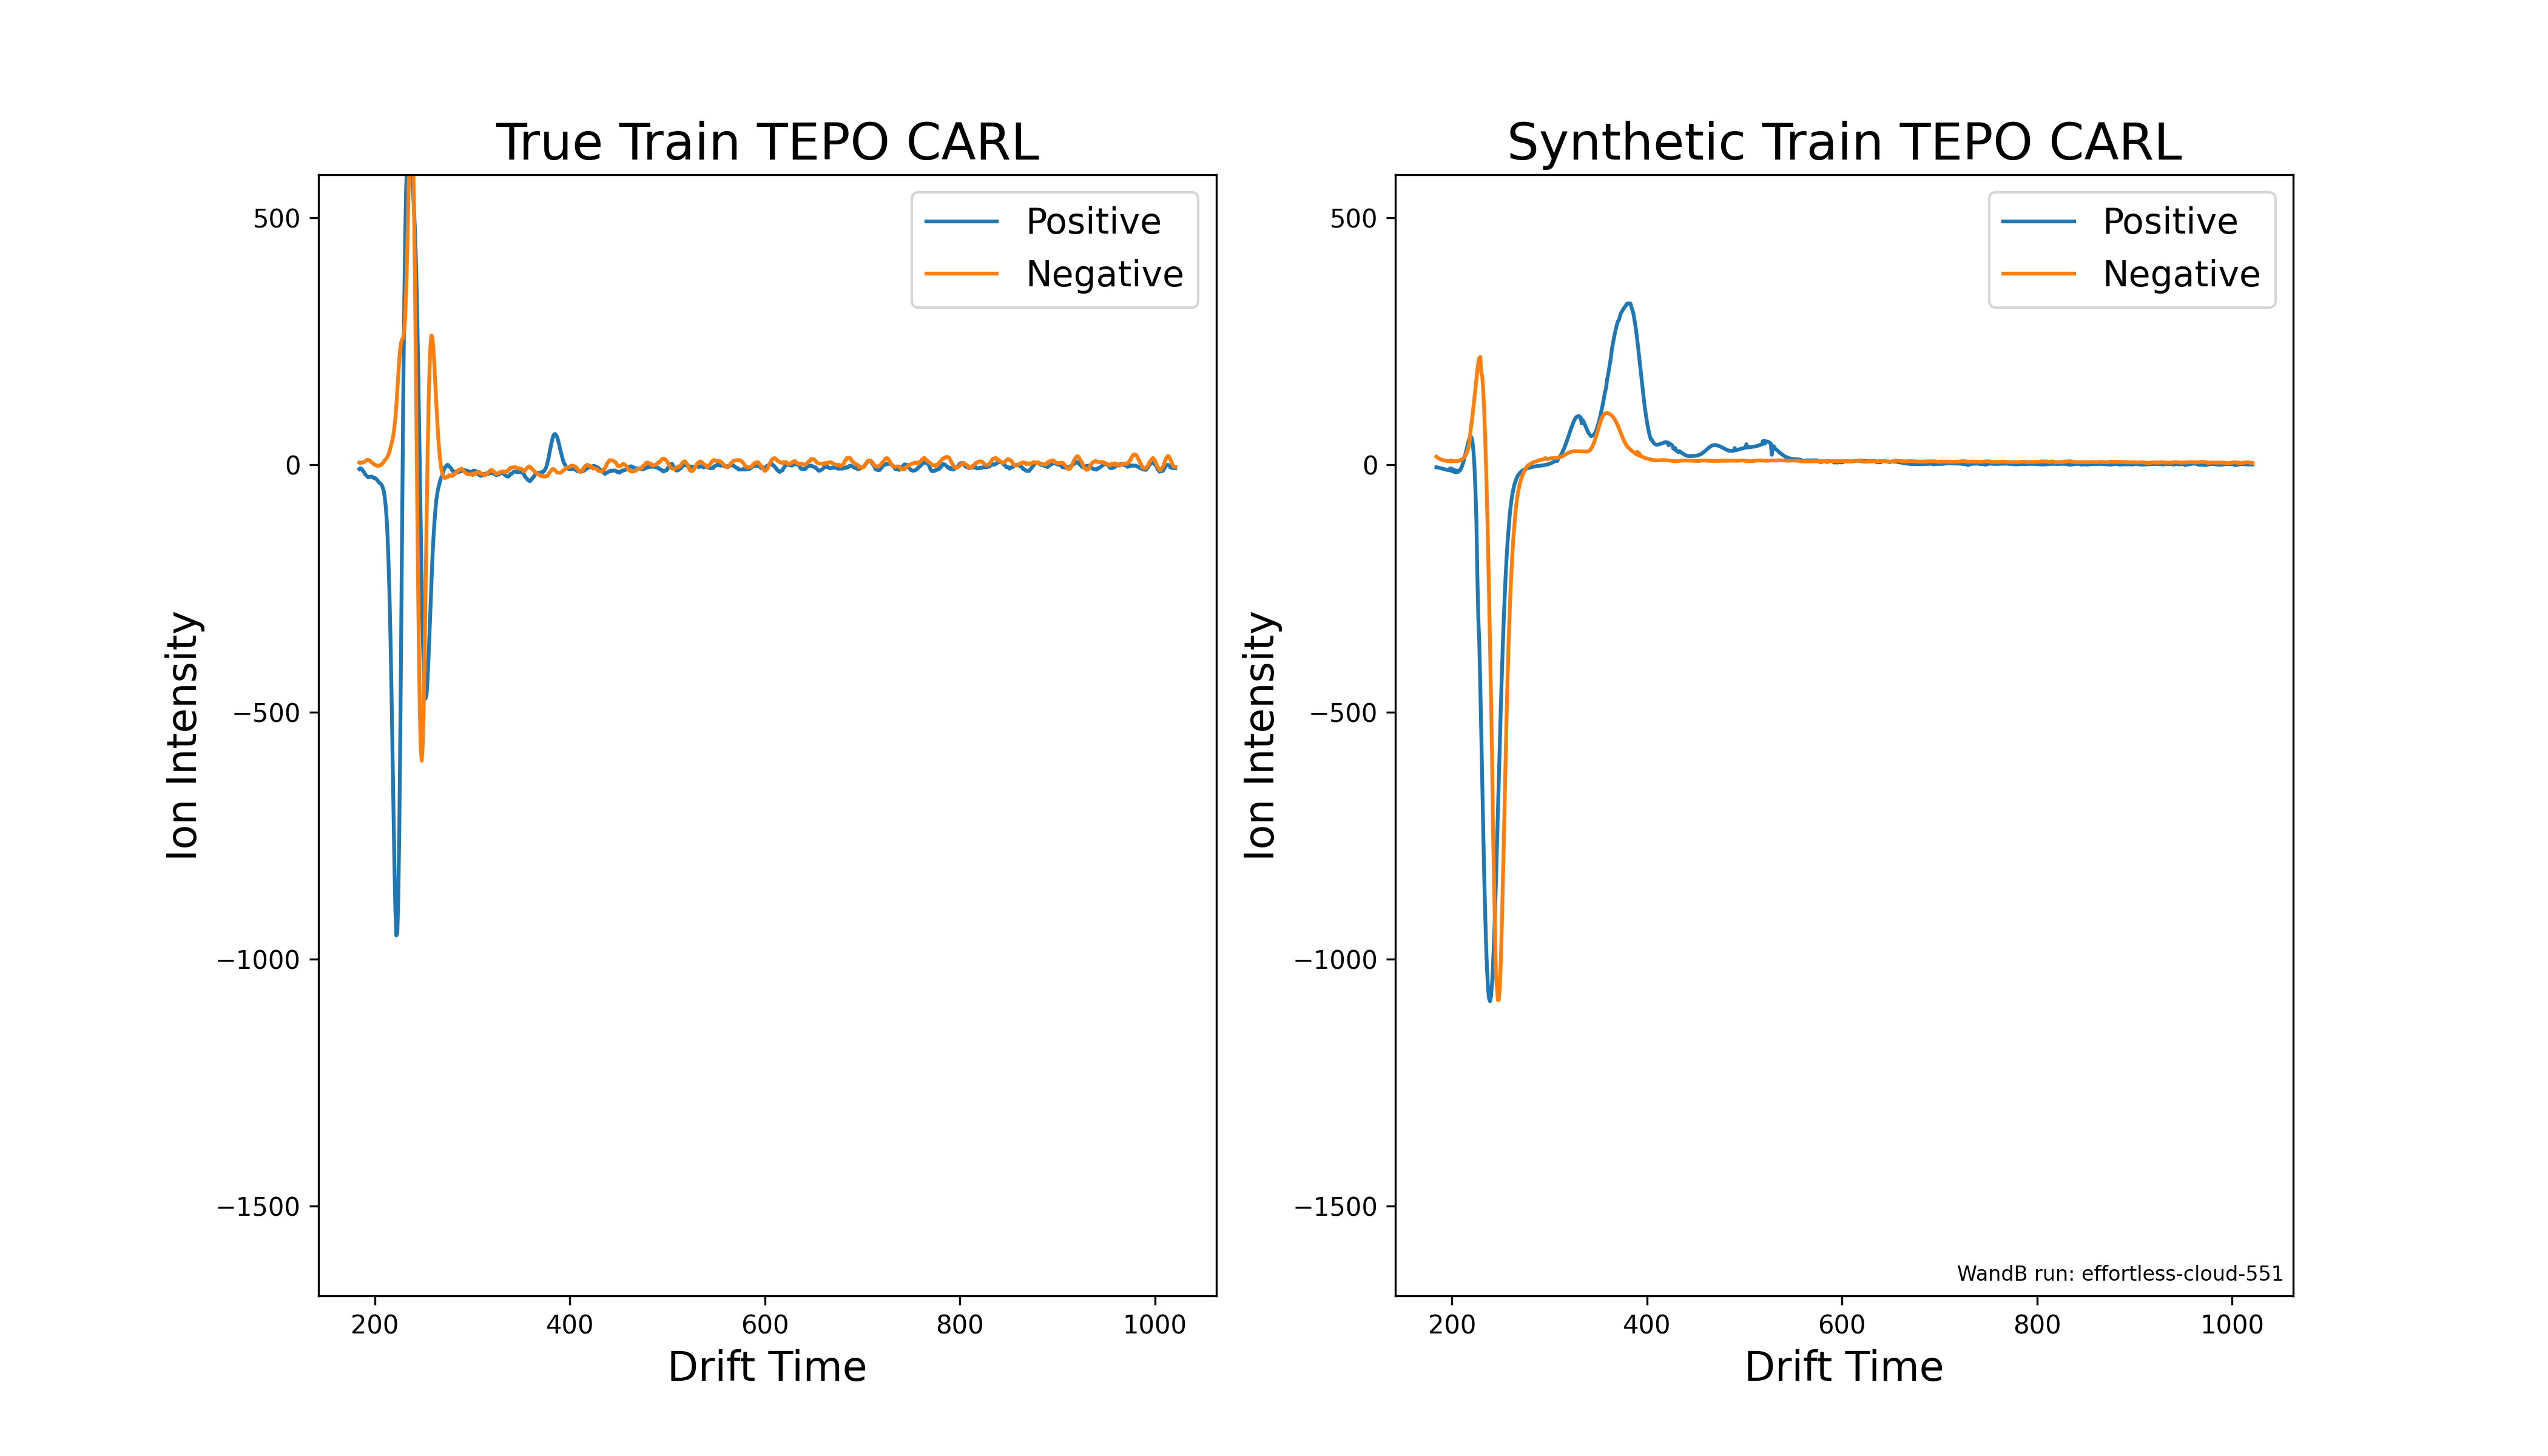 True Train TEPO CARL
Synthetic Train TEPO CARL
Positive
Negative
500
0
−500
−1000
−1500
Ion Intensity
200
400
600
800
1000
Drift Time
Positive
Negative
500
0
−500
−1000
−1500
Ion Intensity
WandB run: effortless-cloud-551
200
400
600
800
1000
Drift Time